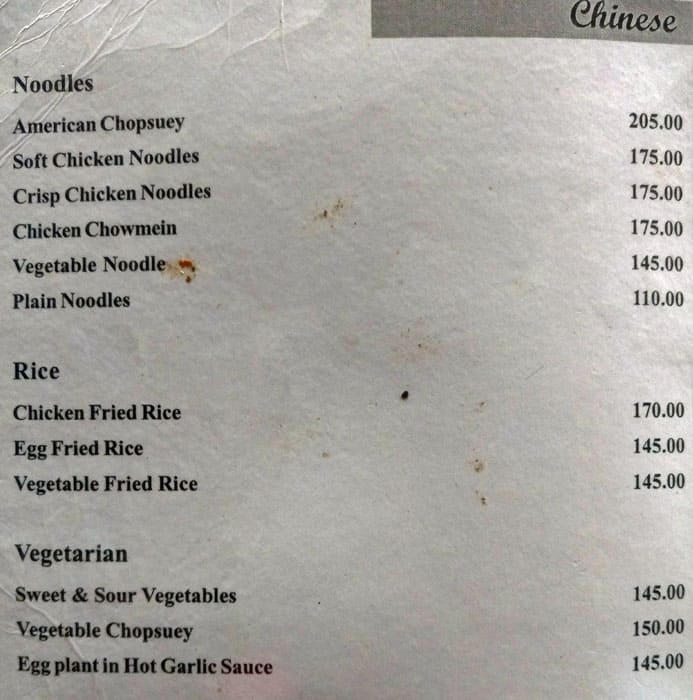 Chinese
Noodles
American Chopsuey 205.00
Soft Chicken Noodles 175.00
Crisp Chicken Noodles 175.00
Chicken Chowmein 175.00
Vegetable Noodle 145.00
Plain Noodles 110.00
Rice
Chicken Fried Rice 170.00
Egg Fried Rice 145.00
Vegetable Fried Rice 145.00
Vegetarian
Sweet & Sour Vegetables 145.00
Vegetable Chopsuey 150.00
Egg plant in Hot Garlic Sauce 145.00